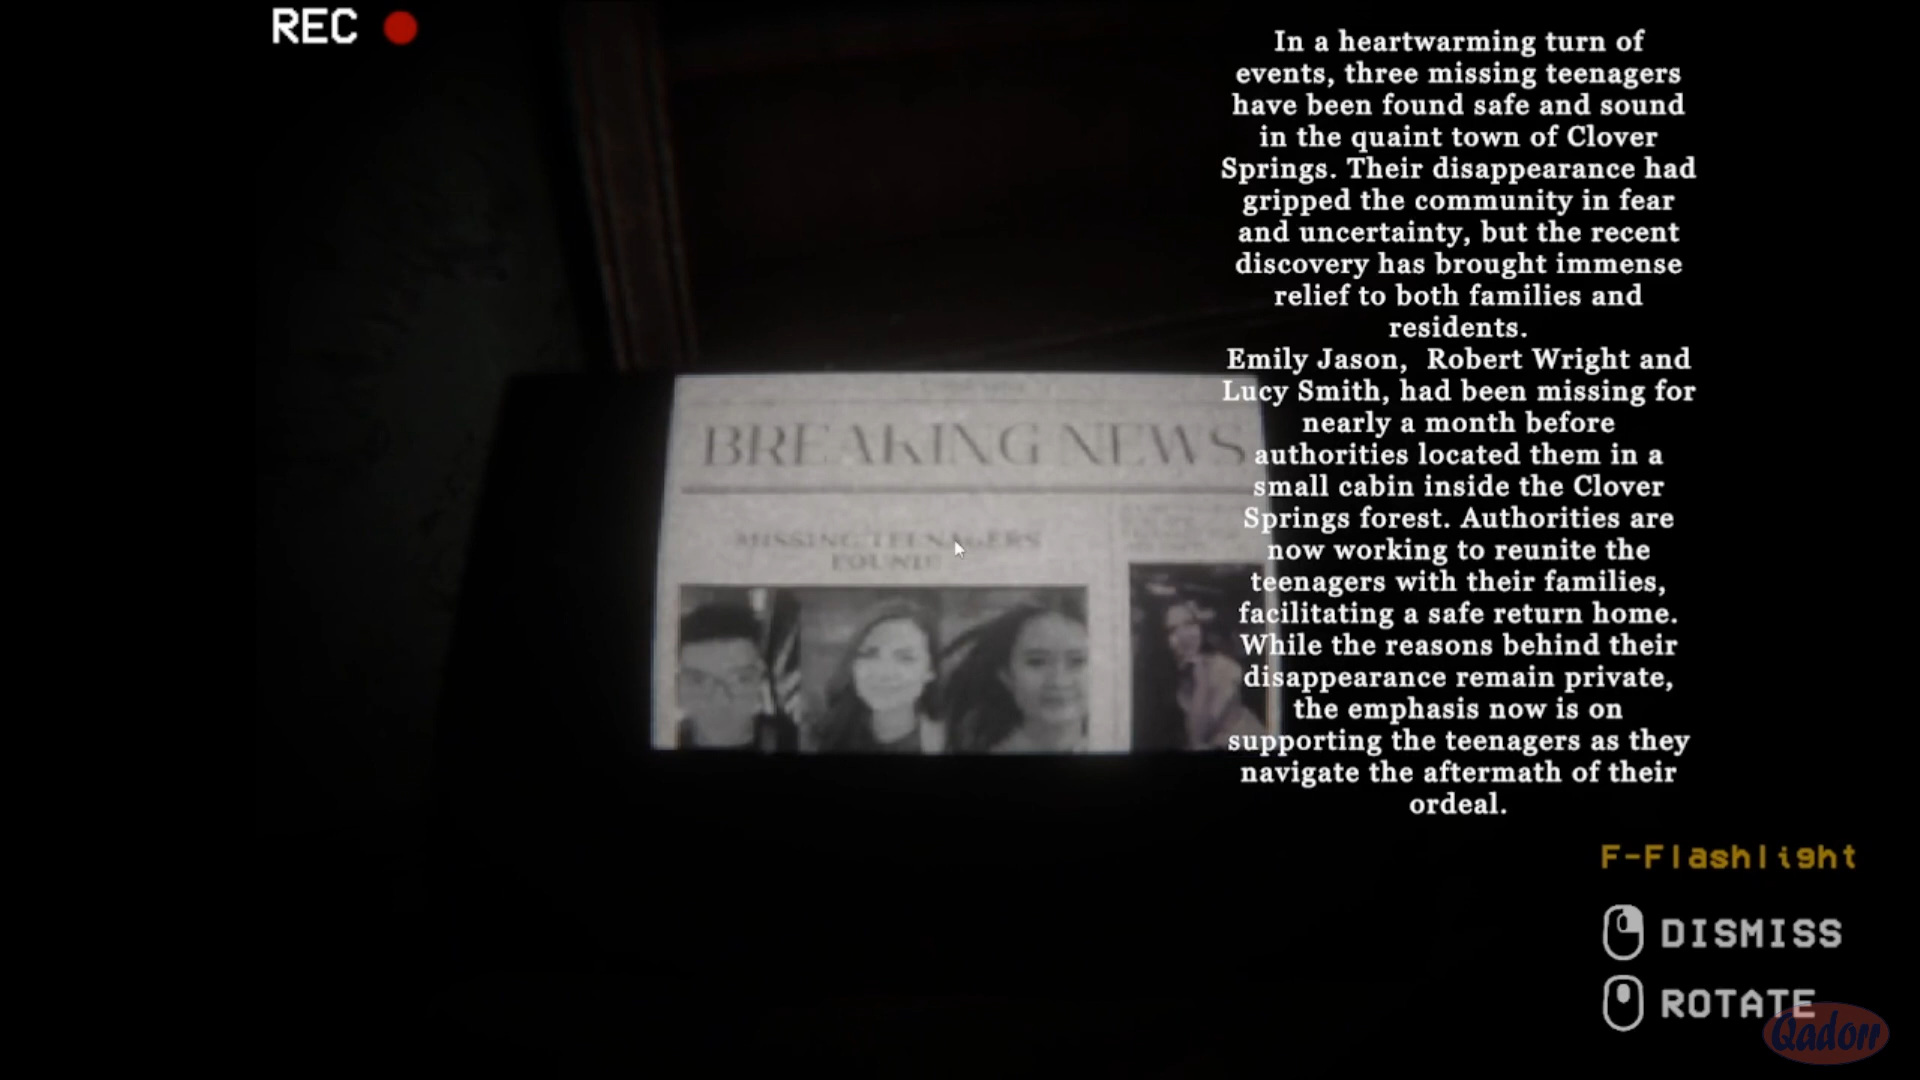 REC
In a heartwarming turn of
events, three missing teenagers
have been found safe and sound
in the quaint town of Clover
Springs. Their disappearance had
gripped the community in fear
and uncertainty, but the recent
discovery has brought immense
relief to both families and
residents.
Emily Jason,  Robert Wright and
Lucy Smith, had been missing for
nearly a month before
authorities located them in a
small cabin inside the Clover
Springs forest. Authorities are
now working to reunite the
teenagers with their families,
facilitating a safe return home.
While the reasons behind their
disappearance remain private,
the emphasis now is on
supporting the teenagers as they
navigate the aftermath of their
ordeal.
BREAKING NEWS
MISSING TEENAGERS
FOUND
F-Flashlight
DISMISS
ROTATE
Qadorr